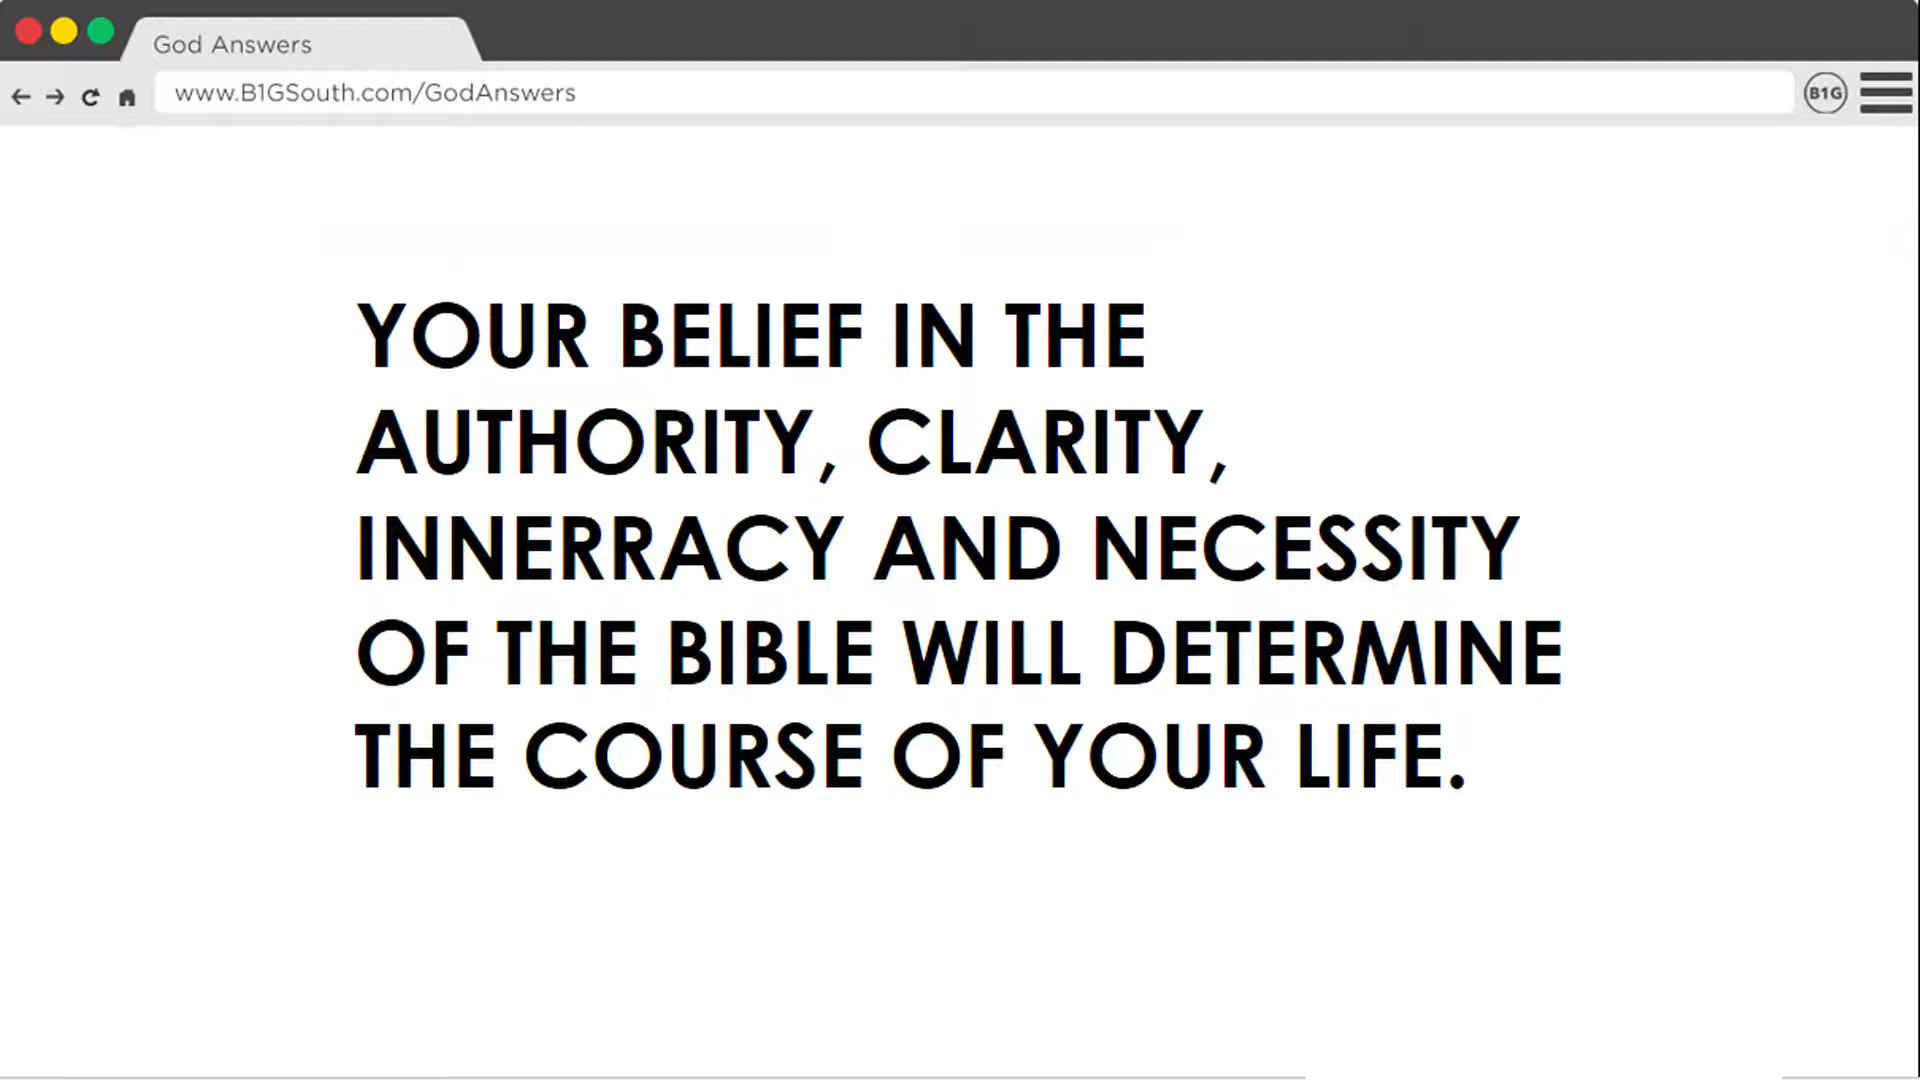 God Answers
www.B1GSouth.com/GodAnswers
B1G
YOUR BELIEF IN THE
AUTHORITY, CLARITY,
INNERRACY AND NECESSITY
OF THE BIBLE WILL DETERMINE
THE COURSE OF YOUR LIFE.